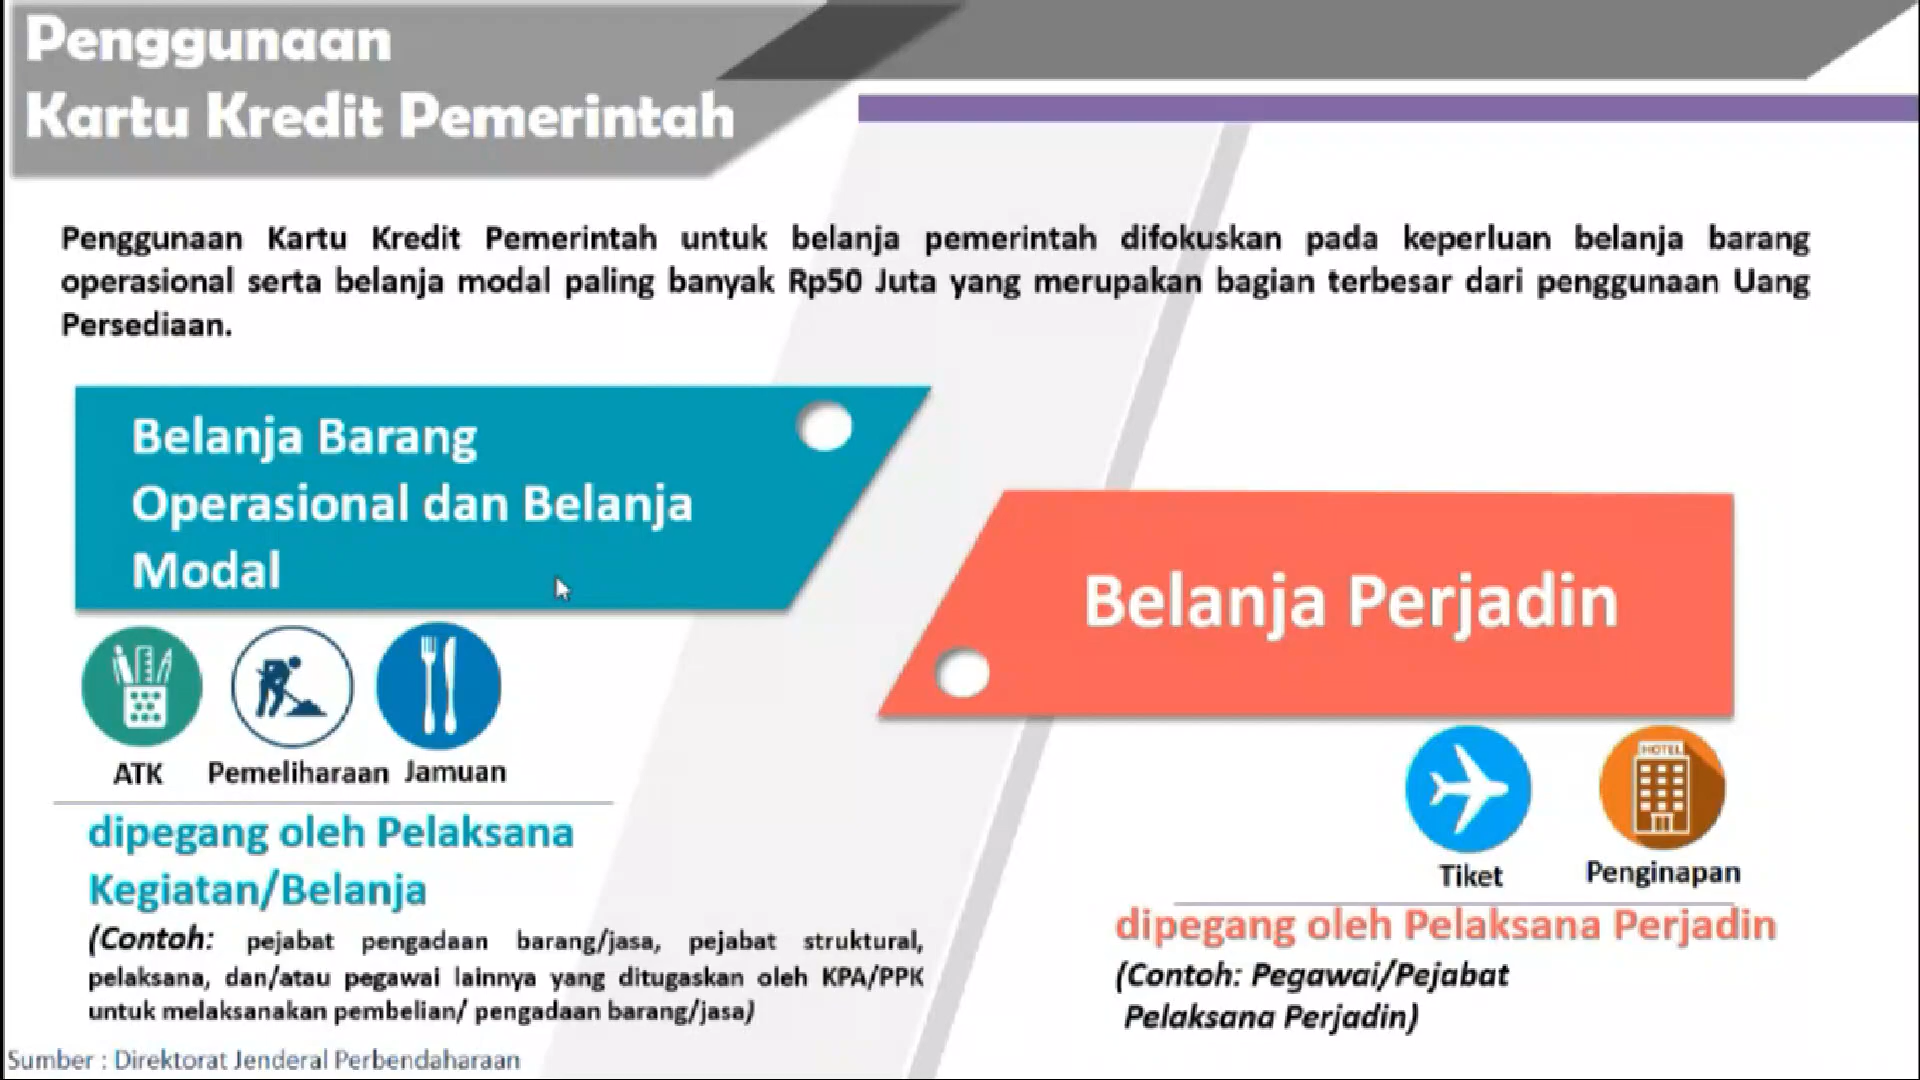 Penggunaan
Kartu Kredit Pemerintah
Penggunaan Kartu Kredit Pemerintah untuk belanja pemerintah difokuskan pada keperluan belanja barang
operasional serta belanja modal paling banyak Rp50 Juta yang merupakan bagian terbesar dari penggunaan Uang
Persediaan.
Belanja Barang
Operasional dan Belanja
Modal
ATK
Pemeliharaan
Jamuan
dipegang oleh Pelaksana
Kegiatan/Belanja
(Contoh: pejabat pengadaan barang/jasa, pejabat struktural,
pelaksana, dan/atau pegawai lainnya yang ditugaskan oleh KPA/PPK
untuk melaksanakan pembelian/ pengadaan barang/jasa)
Belanja Perjadin
HOTEL
Tiket
Penginapan
dipegang oleh Pelaksana Perjadin
(Contoh: Pegawai/Pejabat
Pelaksana Perjadin)
Sumber : Direktorat Jenderal Perbendaharaan